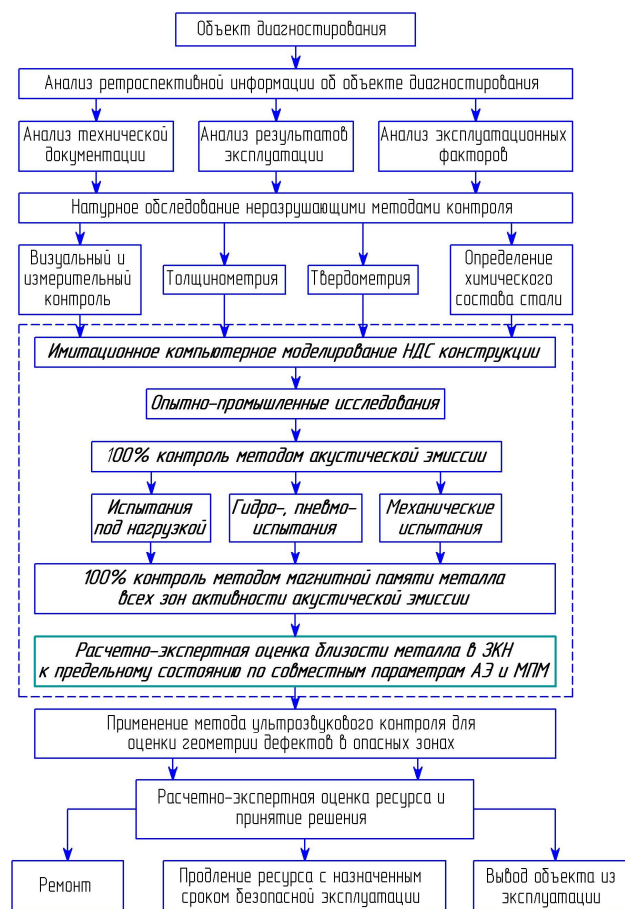 Объект диагностирования
Анализ ретроспективной информации об объекте диагностирования
Анализ технической
документации
Анализ результатов
эксплуатации
Анализ эксплуатационных
факторов
Натурное обследование неразрушающими методами контроля
Визуальный и
измерительный
контроль
Толщинометрия
Твердометрия
Определение
химического
состава стали
Имитационное компьютерное моделирование НДС конструкции
Опытно-промышленные исследования
100% контроль методом акустической эмиссии
Испытания
под нагрузкой
Гидро-, пневмо-
испытания
Механические
испытания
100% контроль методом магнитной памяти металла
всех зон активности акустической эмиссии
Расчетно-экспертная оценка близости металла в ЗКН
к предельному состоянию по совместным параметрам АЭ и МПМ
Применение метода ультрозвукового контроля для
оценки геометрии дефектов в опасных зонах
Расчетно-экспертная оценка ресурса и
принятие решения
Ремонт
Продление ресурса с назначенным
сроком безопасной эксплуатации
Вывод объекта из
эксплуатации